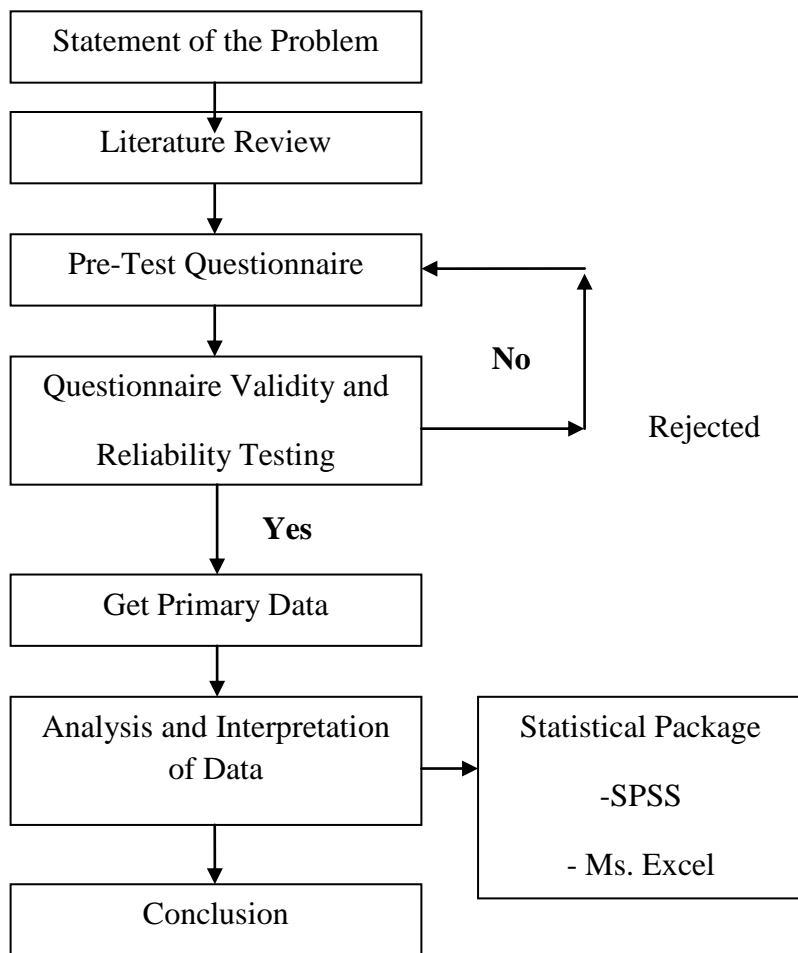 Statement of the Problem
Literature Review
Pre-Test Questionnaire
No
Questionnaire Validity and
Reliability Testing
Rejected
Yes
Get Primary Data
Analysis and Interpretation
of Data
Statistical Package
-SPSS
- Ms. Excel
Conclusion